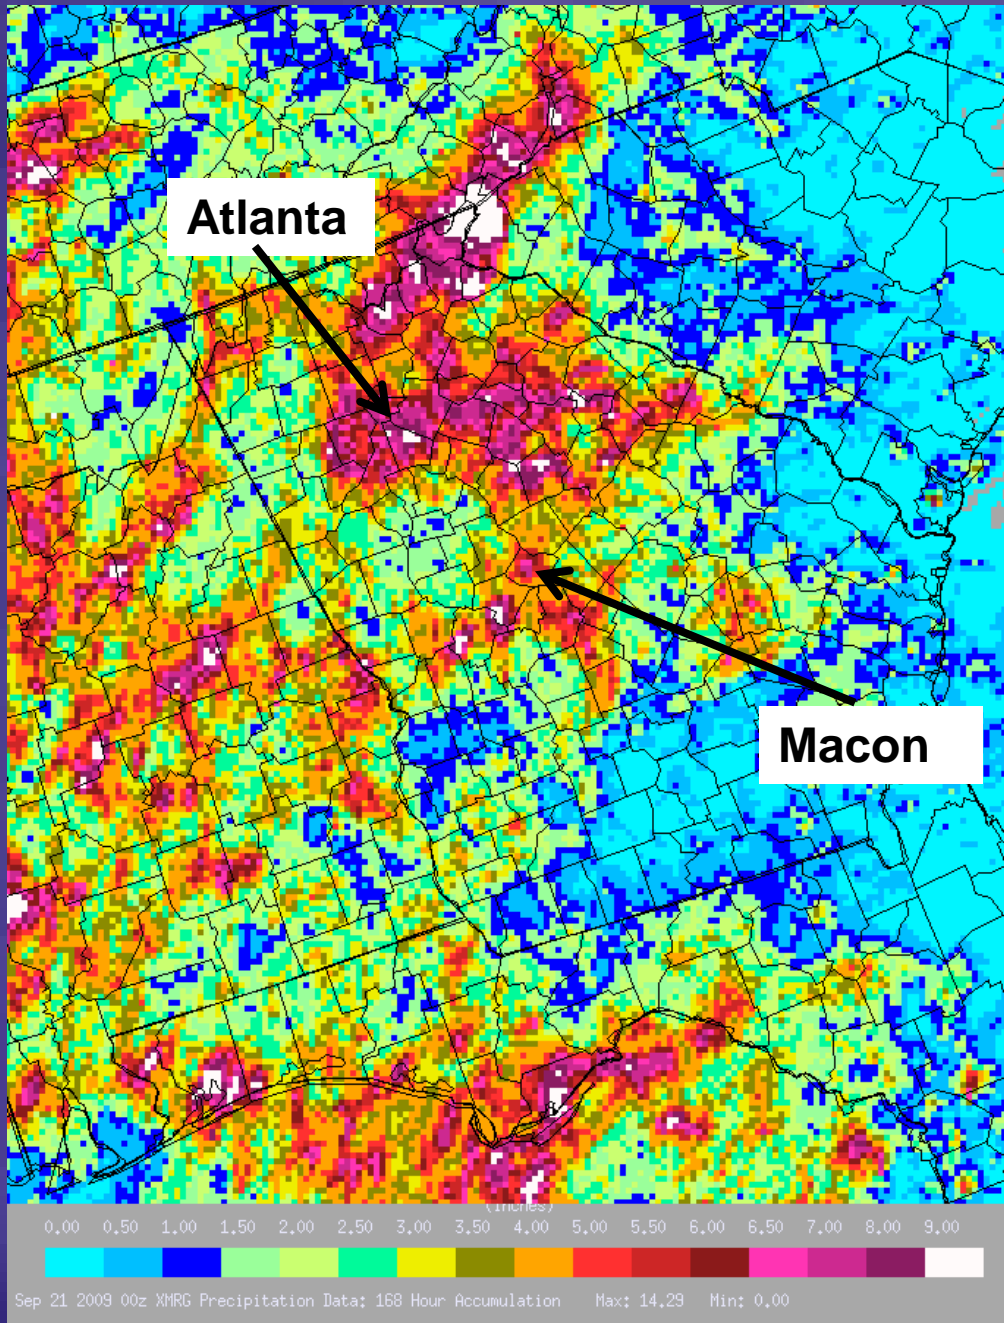 Atlanta
Macon
(Inches)
0.00 0.50 1.00 1.50 2.00 2.50 3.00 3.50 4.00 5.00 5.50 6.00 6.50 7.00 8.00 9.00
Sep 21 2009 00z XMRG Precipitation Data: 168 Hour Accumulation Max: 14.29 Min: 0.00